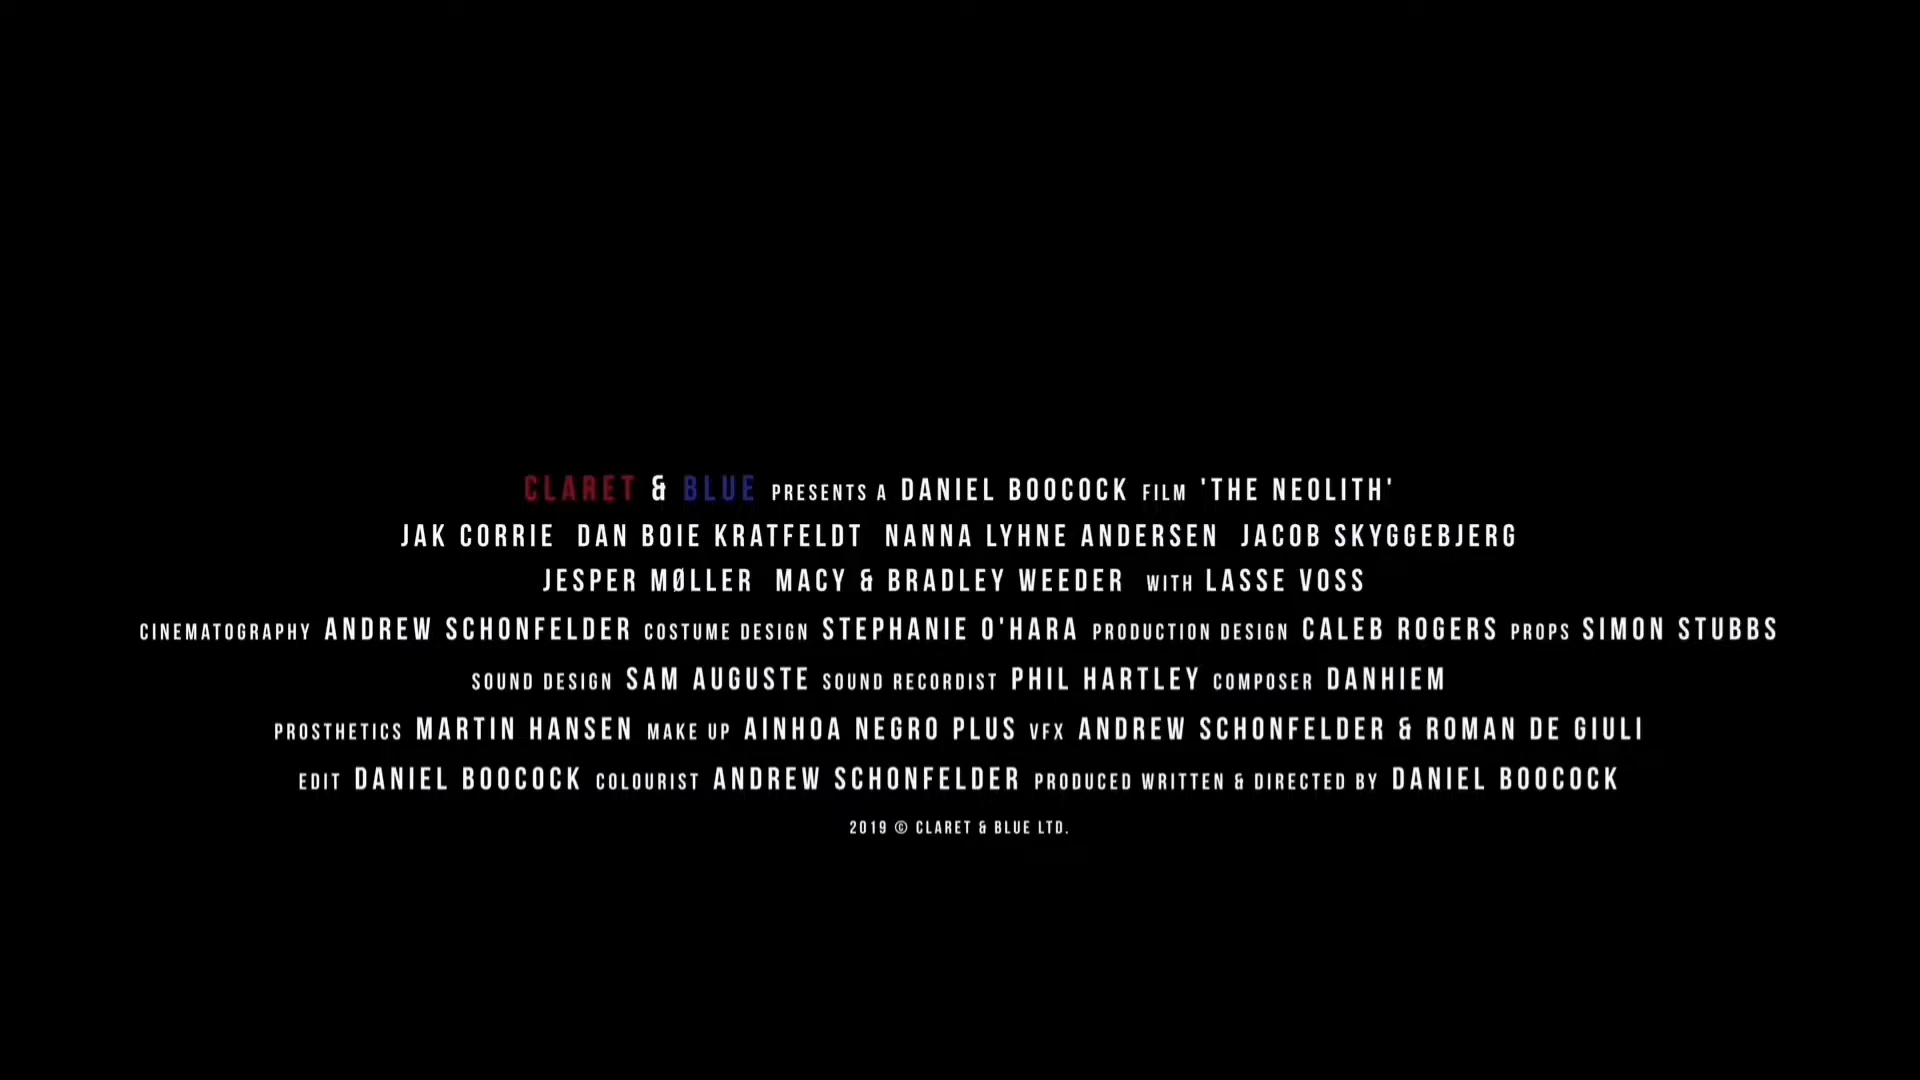 CLARET & BLUE PRESENTS A DANIEL BOOCOCK FILM 'THE NEOLITH'
JAK CORRIE DAN BOIE KRATFELDT NANNA LYHNE ANDERSEN JACOB SKYGGEBJERG
JESPER MØLLER MACY & BRADLEY WEEDER WITH LASSE VOSS
CINEMATOGRAPHY ANDREW SCHONFELDER COSTUME DESIGN STEPHANIE O'HARA PRODUCTION DESIGN CALEB ROGERS PROPS SIMON STUBBS
SOUND DESIGN SAM AUGUSTE SOUND RECORDIST PHIL HARTLEY COMPOSER DANHIEM
PROSTHETICS MARTIN HANSEN MAKE UP AINHOA NEGRO PLUS VFX ANDREW SCHONFELDER & ROMAN DE GIULI
EDIT DANIEL BOOCOCK COLOURIST ANDREW SCHONFELDER PRODUCED WRITTEN & DIRECTED BY DANIEL BOOCOCK
2019 © CLARET & BLUE LTD.